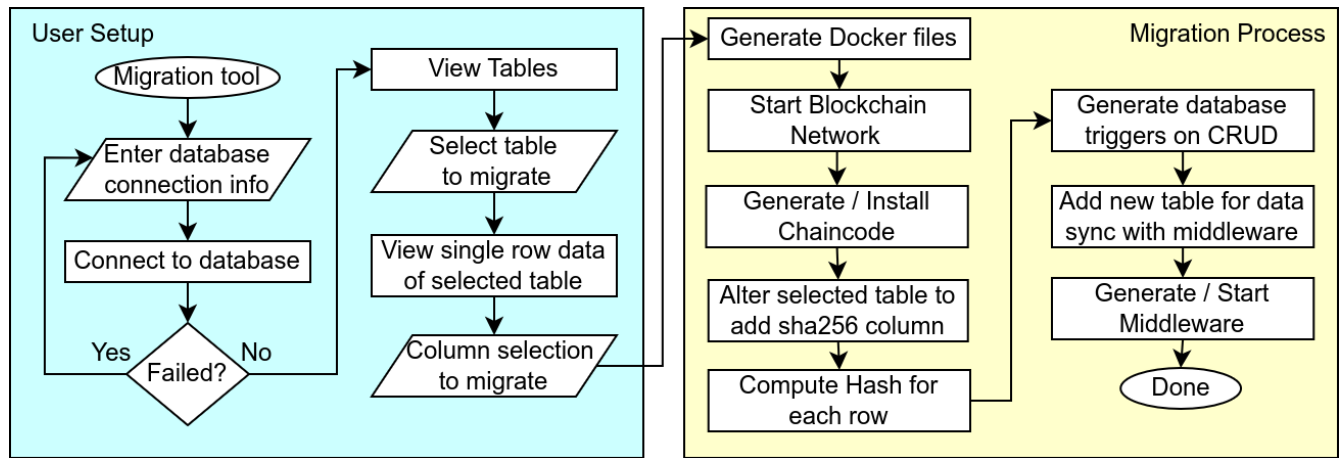 User Setup
Migration tool
Enter database
connection info
Connect to database
Failed?
Yes
No
View Tables
Select table
to migrate
View single row data
of selected table
Column selection
to migrate
Migration Process
Generate Docker files
Start Blockchain
Network
Generate / Install
Chaincode
Alter selected table to
add sha256 column
Compute Hash for
each row
Generate database
triggers on CRUD
Add new table for data
sync with middleware
Generate / Start
Middleware
Done